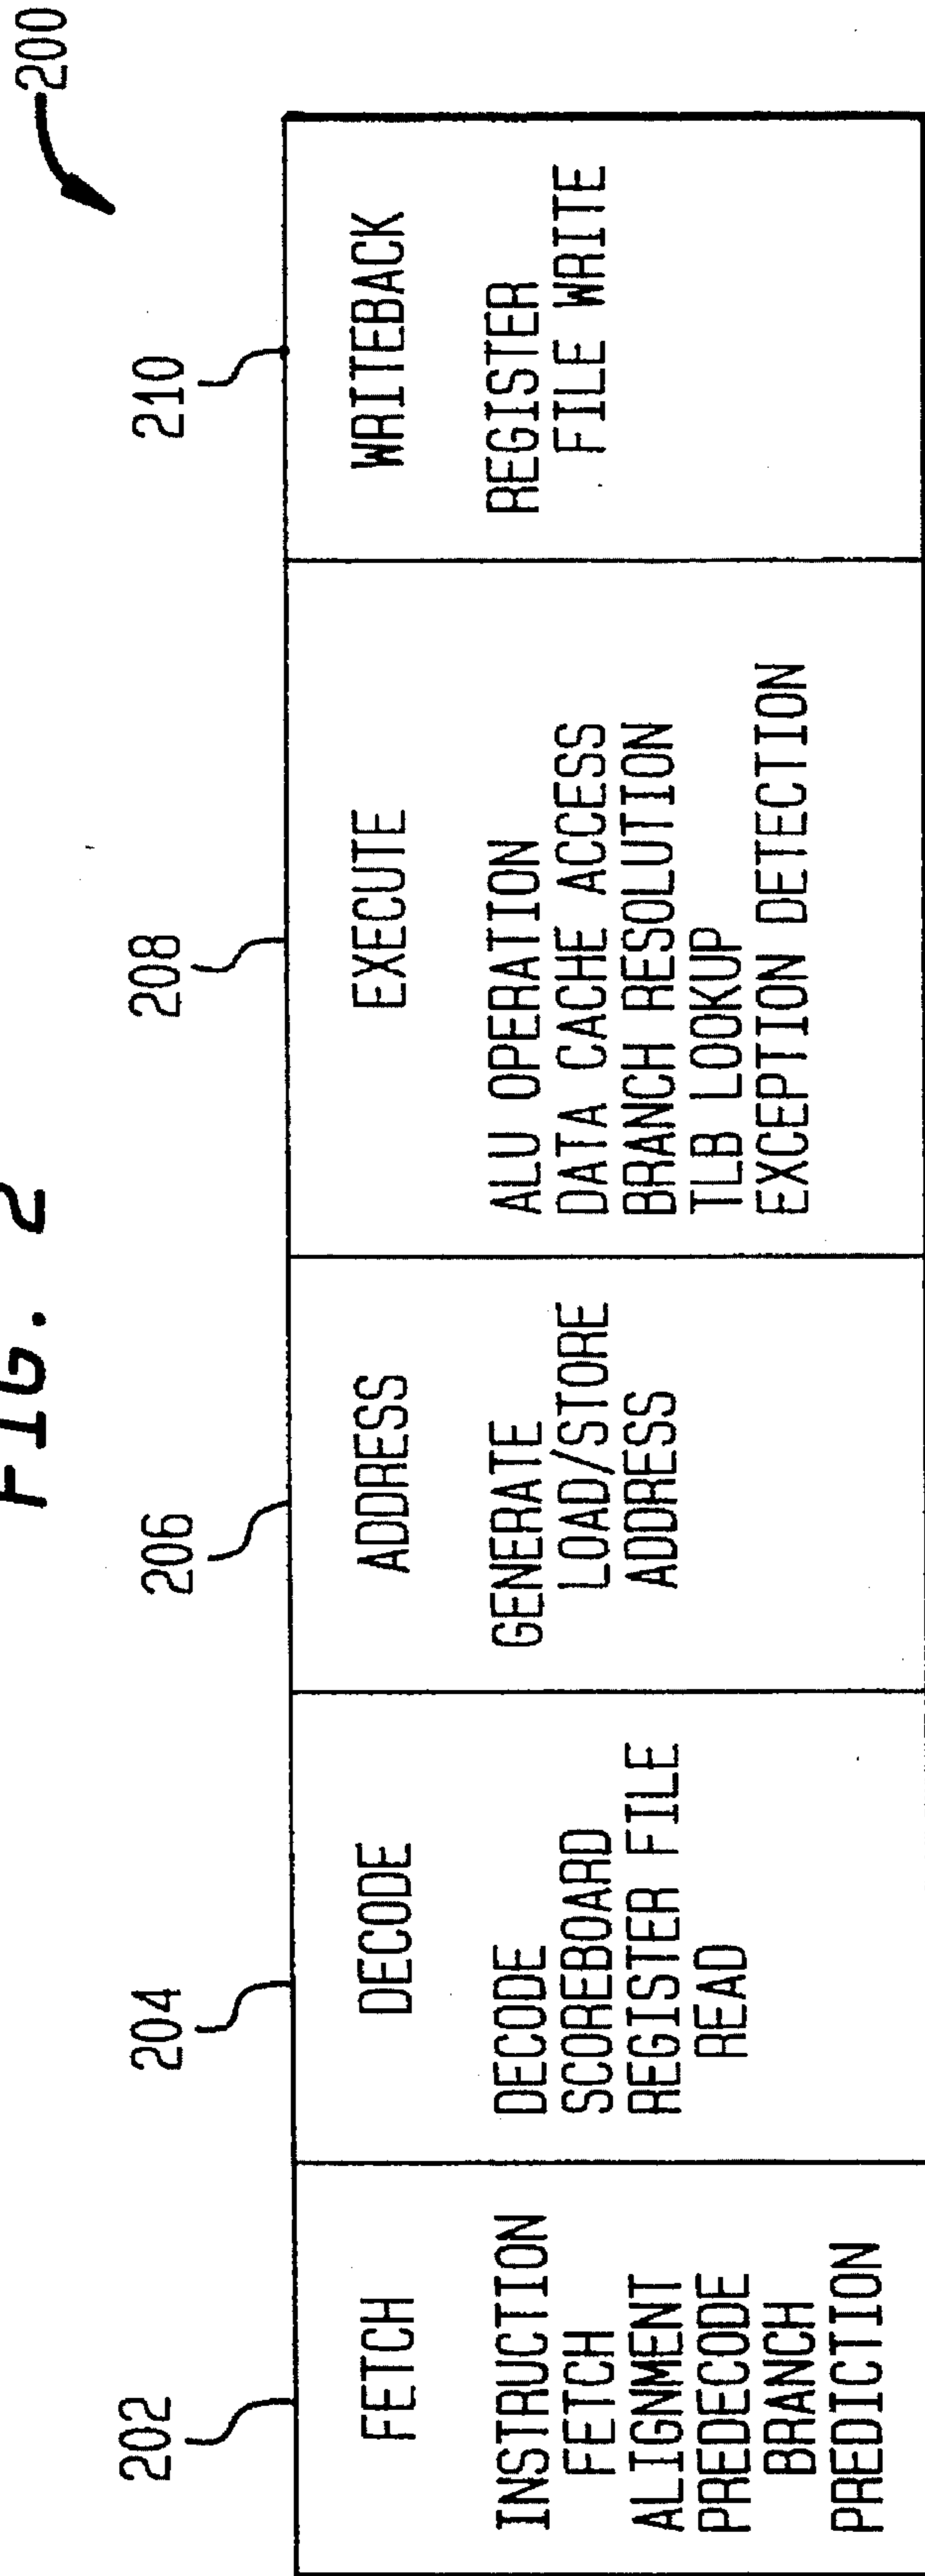 FIG. 2
200
202
FETCH
INSTRUCTION
FETCH
ALIGNMENT
PREDECODE
BRANCH
PREDICTION
204
DECODE
DECODE
SCOREBOARD
REGISTER FILE
READ
206
ADDRESS
GENERATE
LOAD/STORE
ADDRESS
208
EXECUTE
ALU OPERATION
DATA CACHE ACCESS
BRANCH RESOLUTION
TLB LOOKUP
EXCEPTION DETECTION
210
WRITEBACK
REGISTER
FILE WRITE